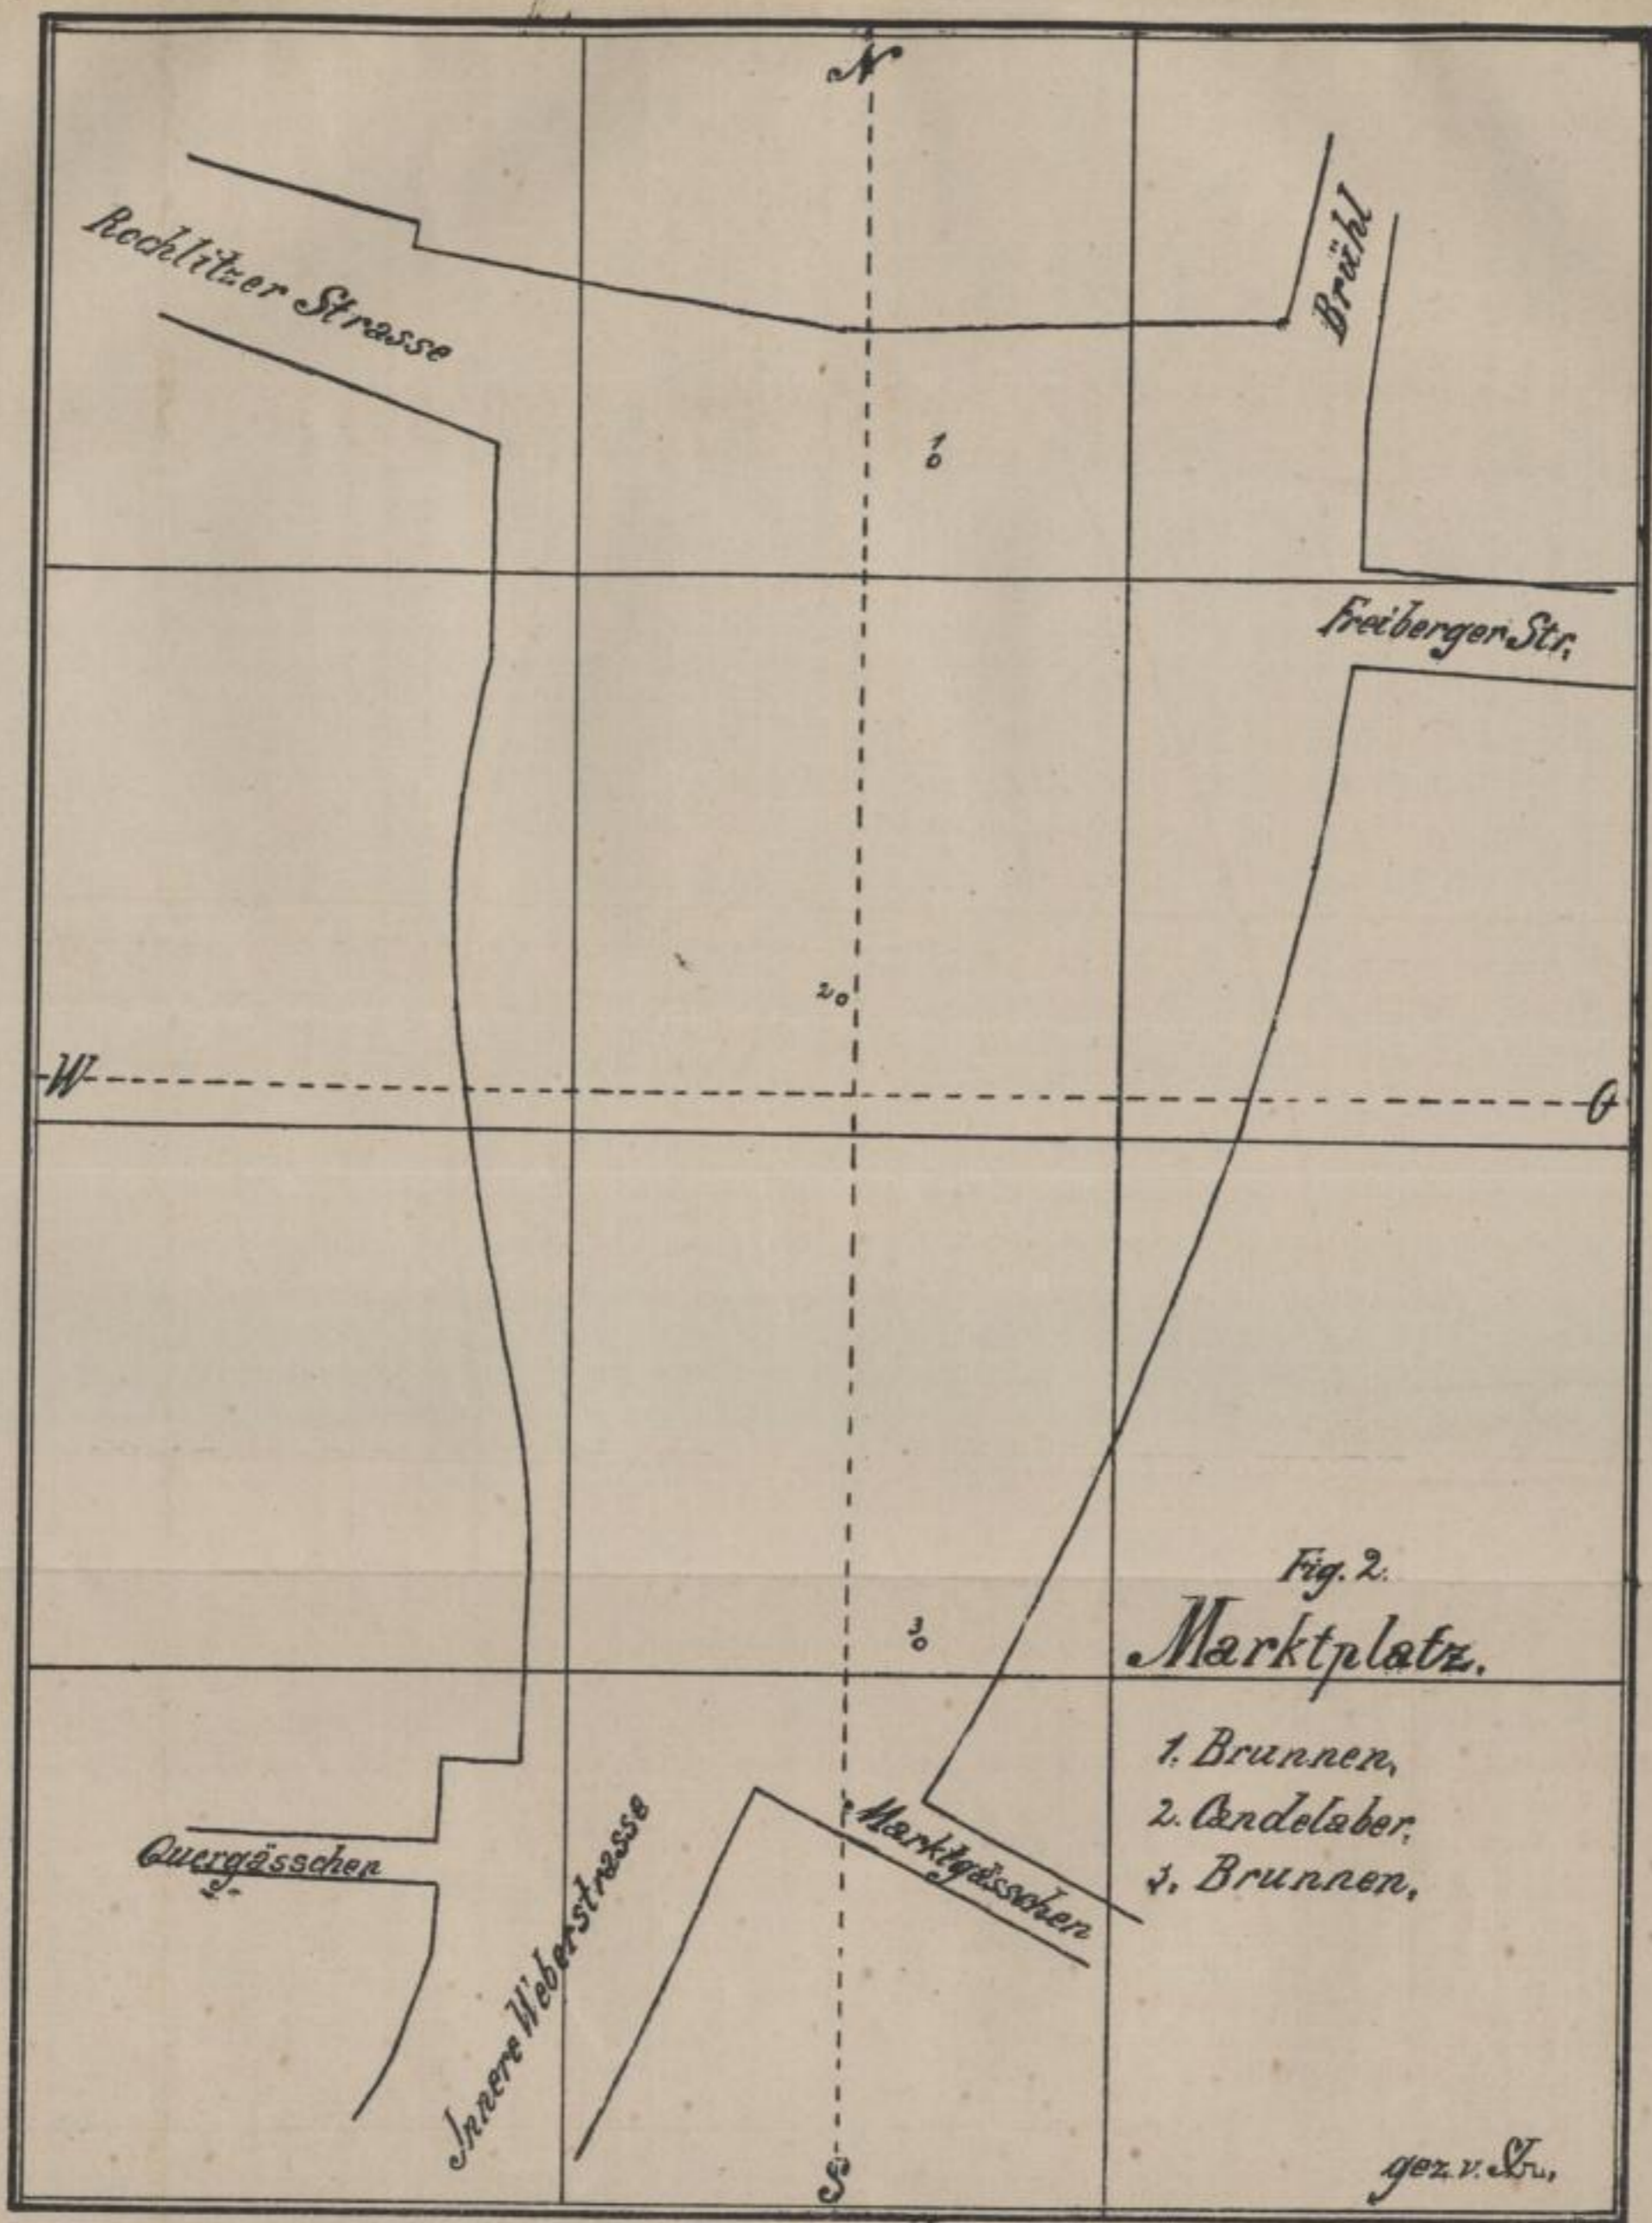 N
Rochlitzer Strasse
Brühl
1
Freiberger Str.
2
W
O
3
Fig. 2.
Marktplatz.
1. Brunnen,
2. Candelaber,
3. Brunnen,
Quergässchen
Innere Weberstrasse
Marktgässchen
S
gez. v.